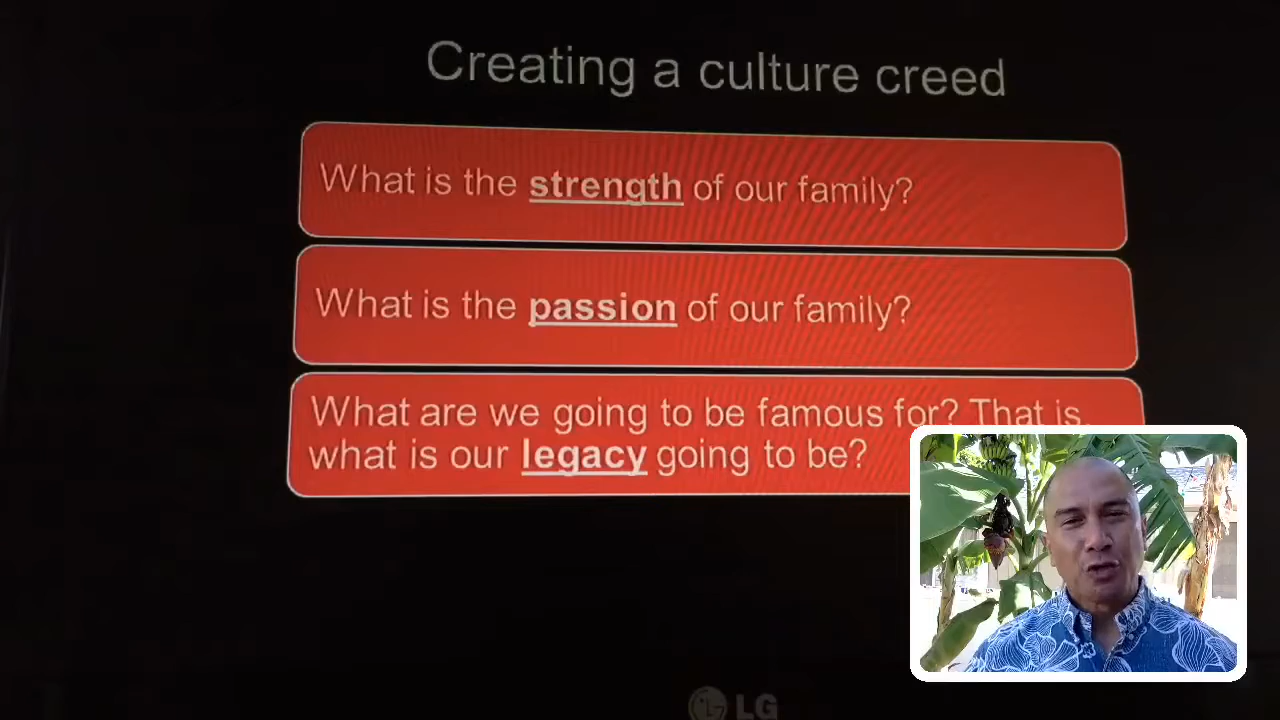 Creating a culture creed
What is the strength of our family?
What is the passion of our family?
What are we going to be famous for? That is,
what is our legacy going to be?
LG